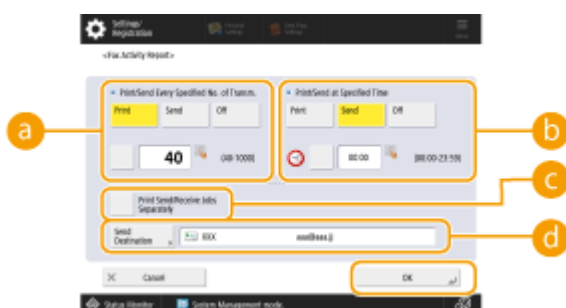 Settings/
Registration
<Fax Activity Report>
Print/Send Every Specified No. of Transm.
Print
Send
Off
40
(40-1000)
Print/Send at Specified Time
Print
Send
Off
00:00
(00:00-23:59)
Print Send/Receive Jobs
Separately
Send
Destination
XXX
Cancel
OK
Status Monitor
System Management mode.
a
b
c
d